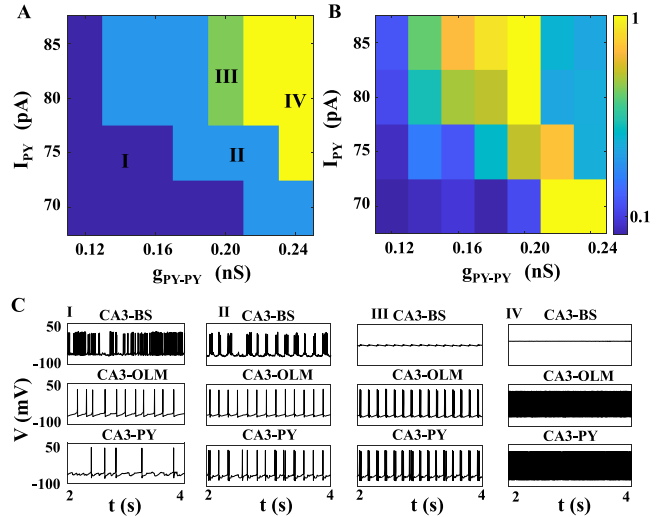 A
B
85
80
75
70
I_PY (pA)
I
II
III
IV
0.12
0.16
0.20
0.24
g_PY-PY (nS)
85
80
75
70
I_PY (pA)
0.12
0.16
0.20
0.24
g_PY-PY (nS)
1
0.1
C
I
CA3-BS
II
CA3-BS
III
CA3-BS
IV
CA3-BS
50
-100
CA3-OLM
CA3-OLM
CA3-OLM
CA3-OLM
50
-100
V (mV)
CA3-PY
CA3-PY
CA3-PY
CA3-PY
50
-100
2
4
2
4
2
4
2
4
t (s)
t (s)
t (s)
t (s)